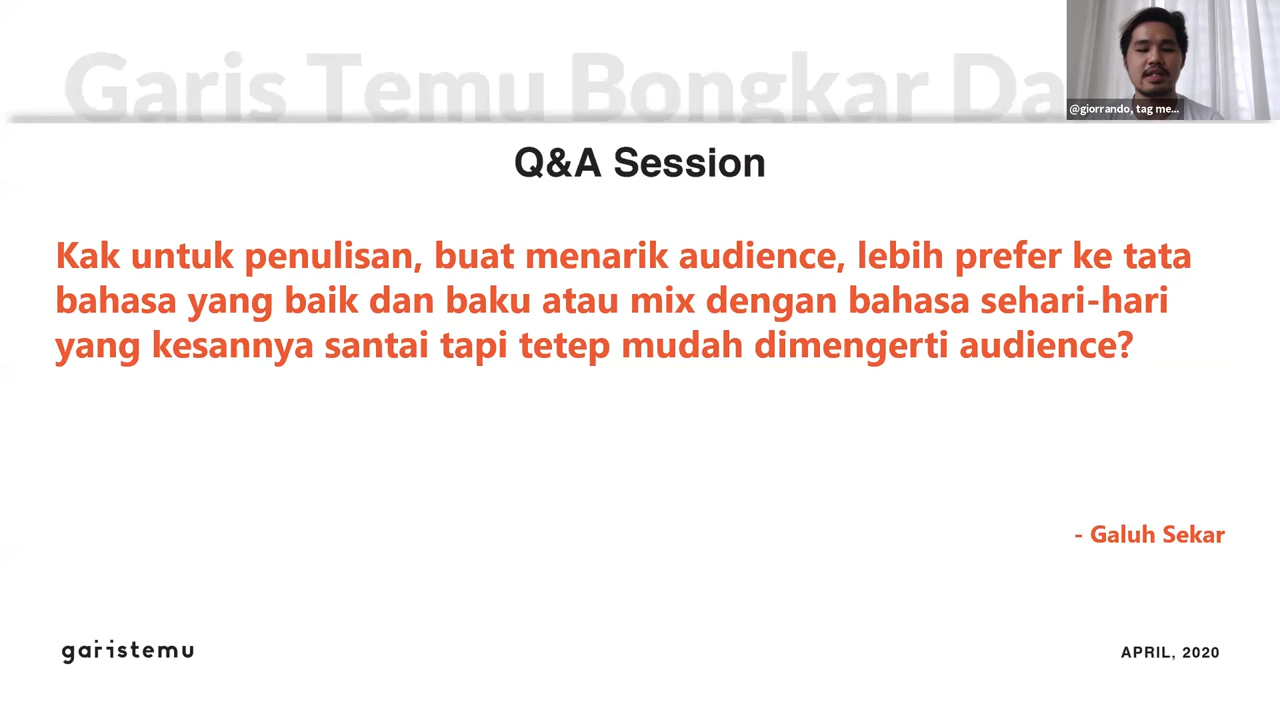 Garis Temu Bongkar Da
@giorrando, tag me...
Q&A Session
Kak untuk penulisan, buat menarik audience, lebih prefer ke tata
bahasa yang baik dan baku atau mix dengan bahasa sehari-hari
yang kesannya santai tapi tetep mudah dimengerti audience?
- Galuh Sekar
garistemu
APRIL, 2020